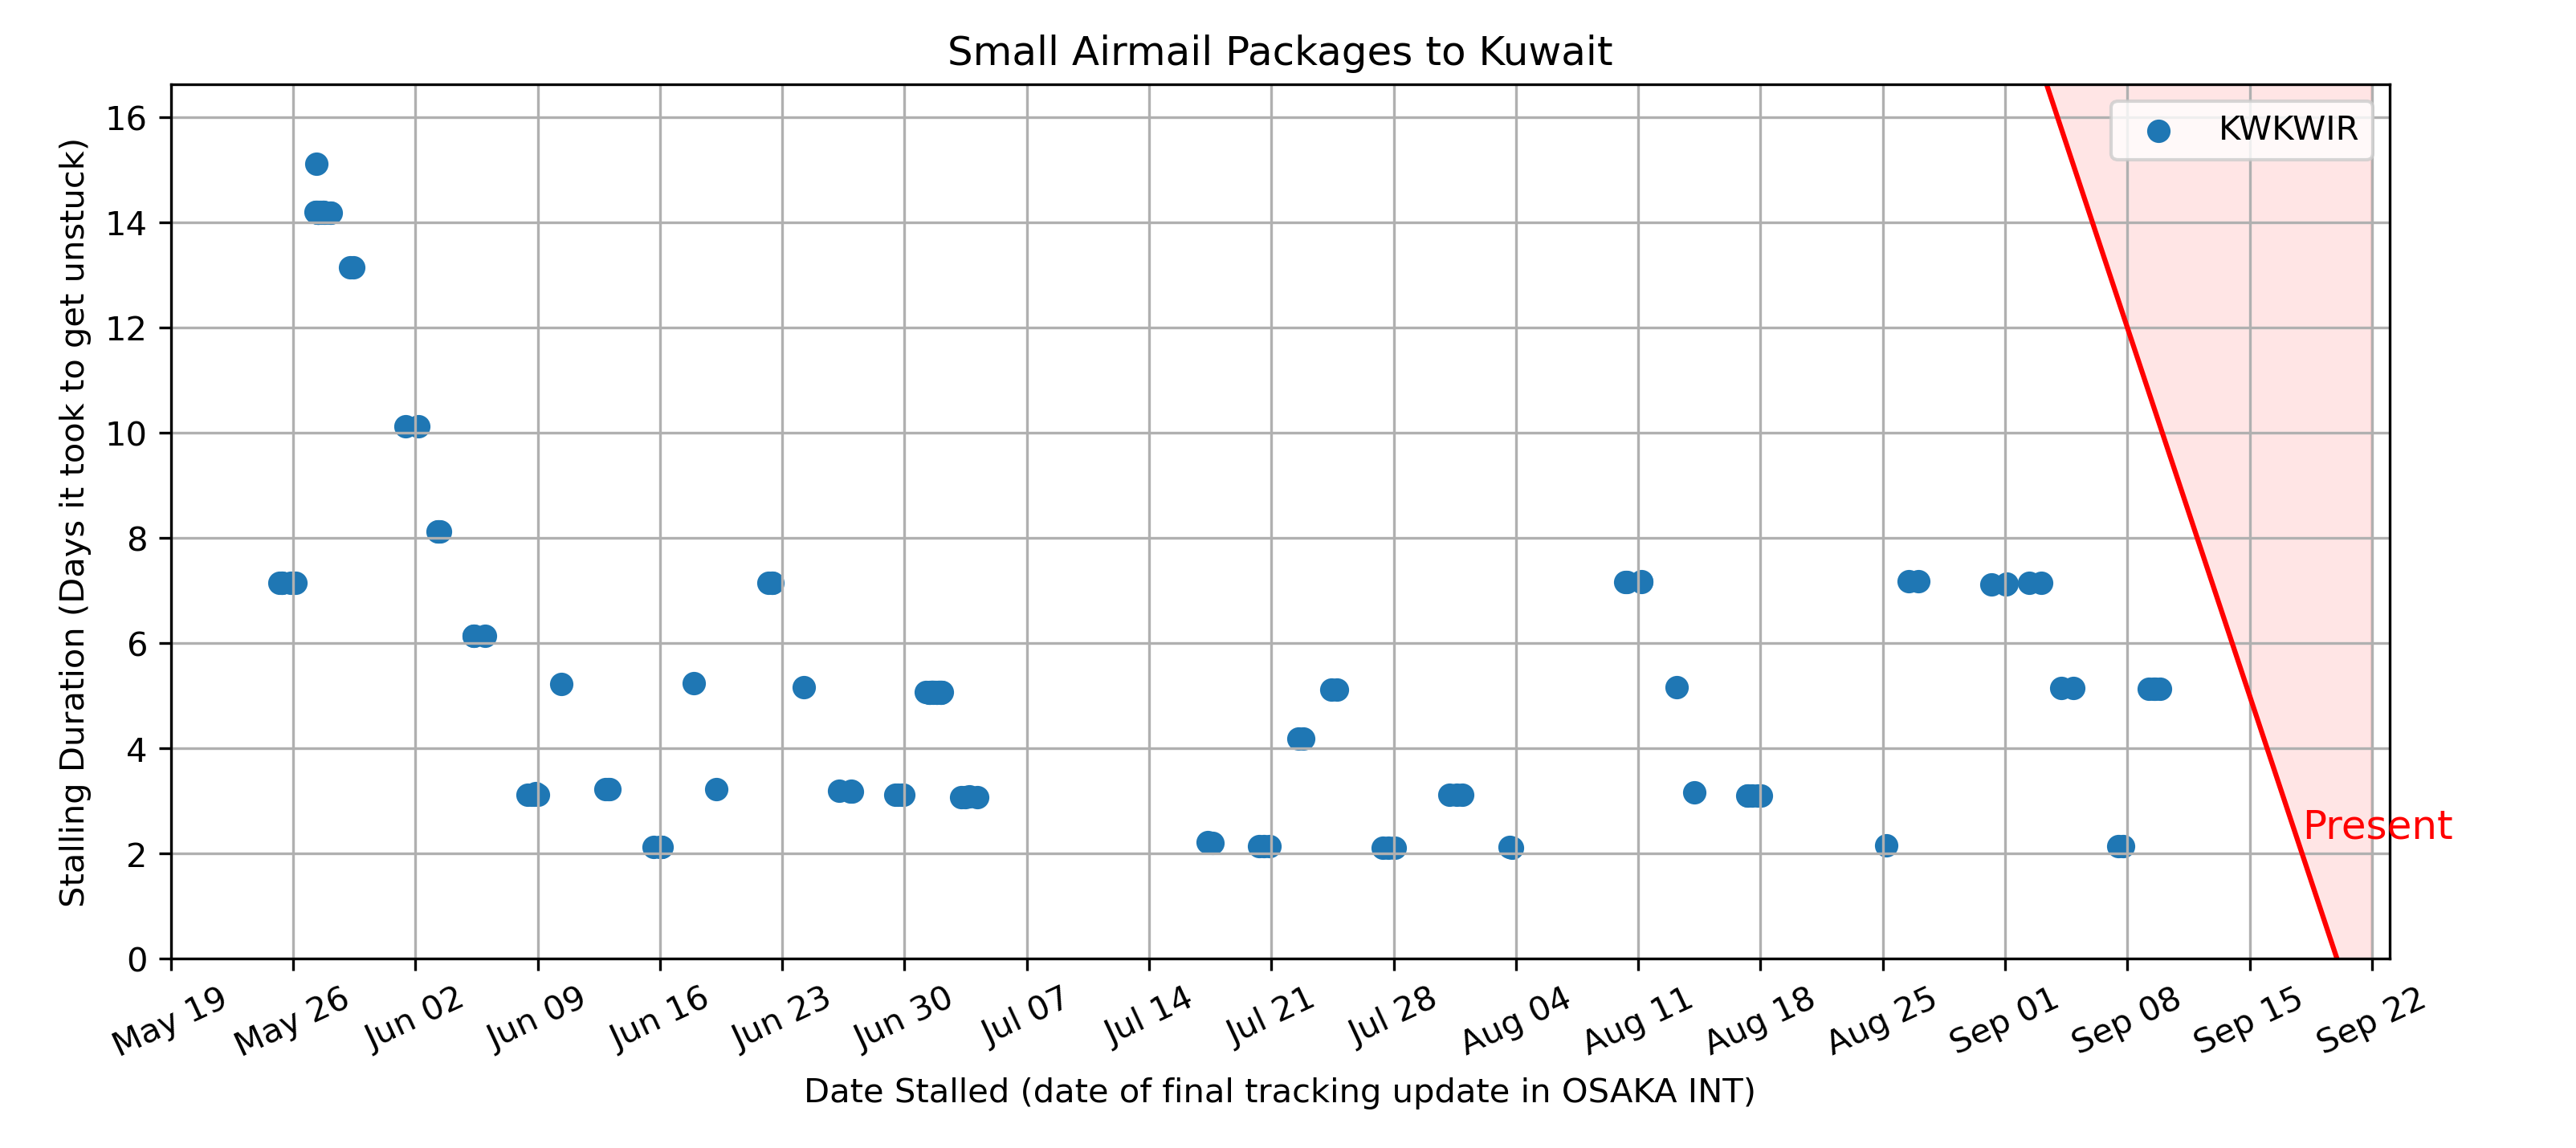 Small Airmail Packages to Kuwait
KWKWIR
Stalling Duration (Days it took to get unstuck)
16
14
12
10
8
6
4
2
0
Present
May 19
May 26
Jun 02
Jun 09
Jun 16
Jun 23
Jun 30
Jul 07
Jul 14
Jul 21
Jul 28
Aug 04
Aug 11
Aug 18
Aug 25
Sep 01
Sep 08
Sep 15
Sep 22
Date Stalled (date of final tracking update in OSAKA INT)